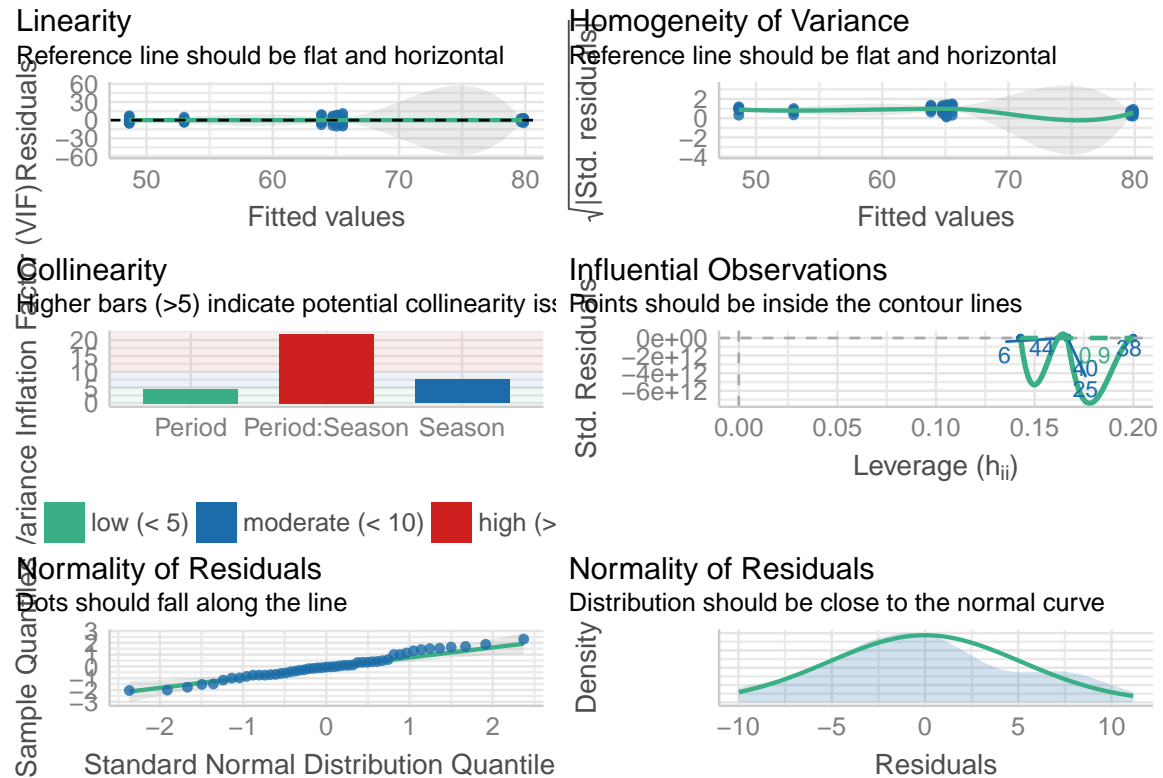 Linearity
Reference line should be flat and horizontal
Residuals
60
30
0
−30
−60
50
60
70
80
Fitted values
Homogeneity of Variance
Reference line should be flat and horizontal
√|Std. residuals|
2
0
−2
−4
50
60
70
80
Fitted values
Collinearity
Higher bars (>5) indicate potential collinearity iss
Variance Inflation Factor (VIF)
20
15
10
5
0
Period
Period:Season
Season
low (< 5)
moderate (< 10)
high (>
Influential Observations
Points should be inside the contour lines
Std. Residuals
0e+00
−2e+12
−4e+12
−6e+12
6
44
0.9
38
40
25
0.00
0.05
0.10
0.15
0.20
Leverage (hii)
Normality of Residuals
Dots should fall along the line
Sample Quantiles
3
2
1
0
−1
−2
−3
−2
−1
0
1
2
Standard Normal Distribution Quantile
Normality of Residuals
Distribution should be close to the normal curve
Density
−10
−5
0
5
10
Residuals